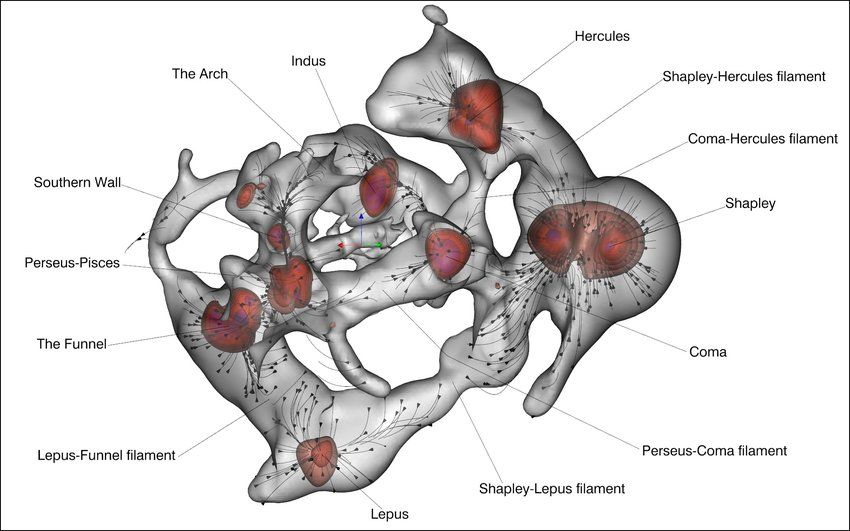 Hercules
Indus
The Arch
Shapley-Hercules filament
Coma-Hercules filament
Southern Wall
Shapley
Perseus-Pisces
The Funnel
Coma
Perseus-Coma filament
Lepus-Funnel filament
Shapley-Lepus filament
Lepus